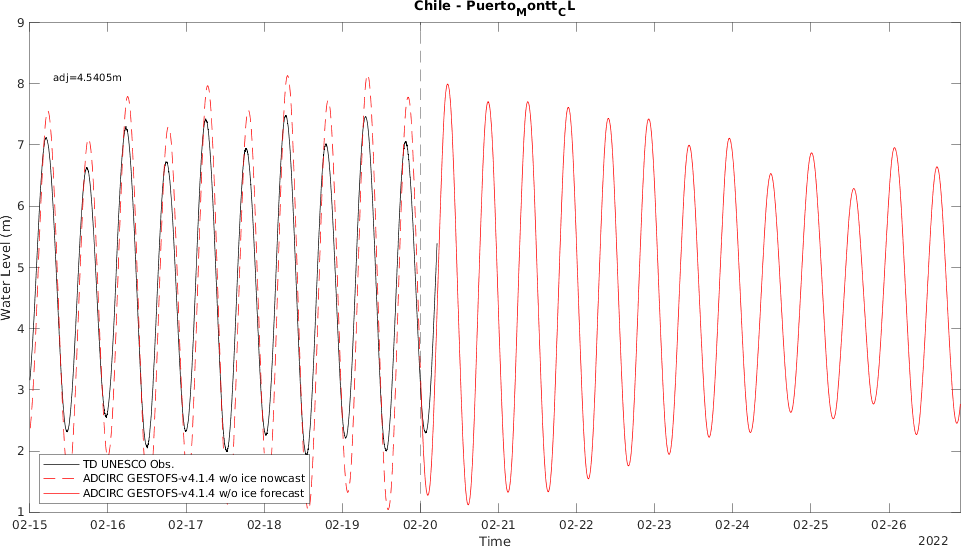 Chile - Puerto_Montt_CL
adj=4.5405m
Water Level (m)
9
8
7
6
5
4
3
2
1
TD UNESCO Obs.
ADCIRC GESTOFS-v4.1.4 w/o ice nowcast
ADCIRC GESTOFS-v4.1.4 w/o ice forecast
02-15 02-16 02-17 02-18 02-19 02-20 02-21 02-22 02-23 02-24 02-25 02-26
Time
2022